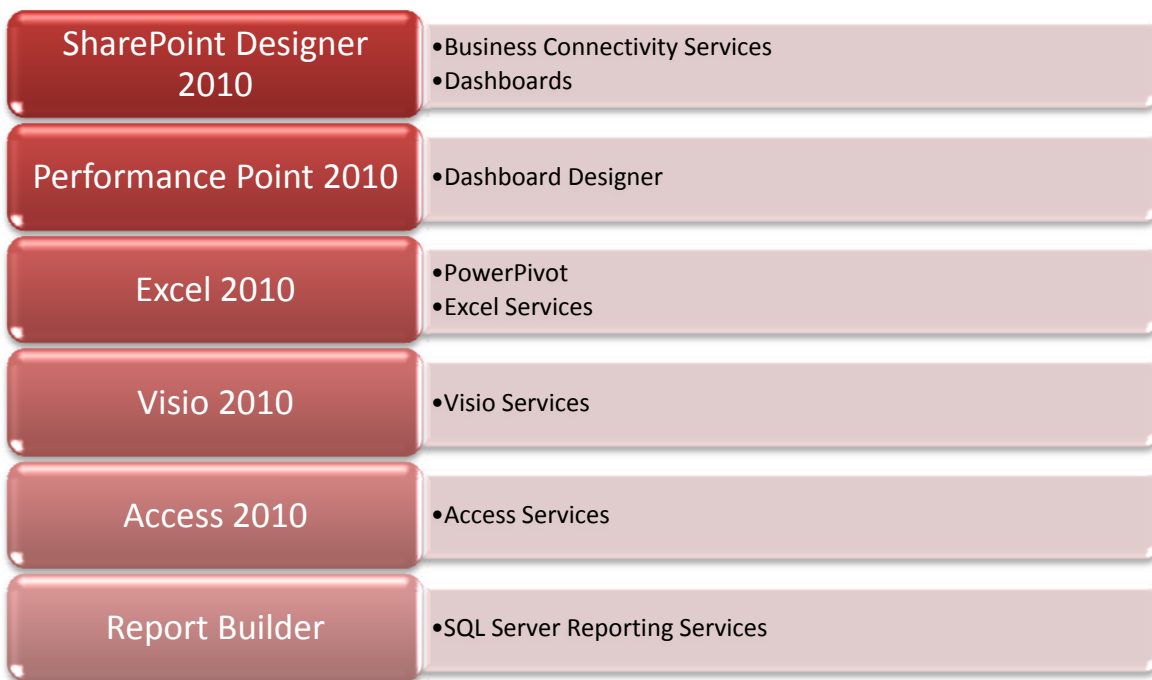 SharePoint Designer
2010
•Business Connectivity Services
•Dashboards
Performance Point 2010
•Dashboard Designer
Excel 2010
•PowerPivot
•Excel Services
Visio 2010
•Visio Services
Access 2010
•Access Services
Report Builder
•SQL Server Reporting Services